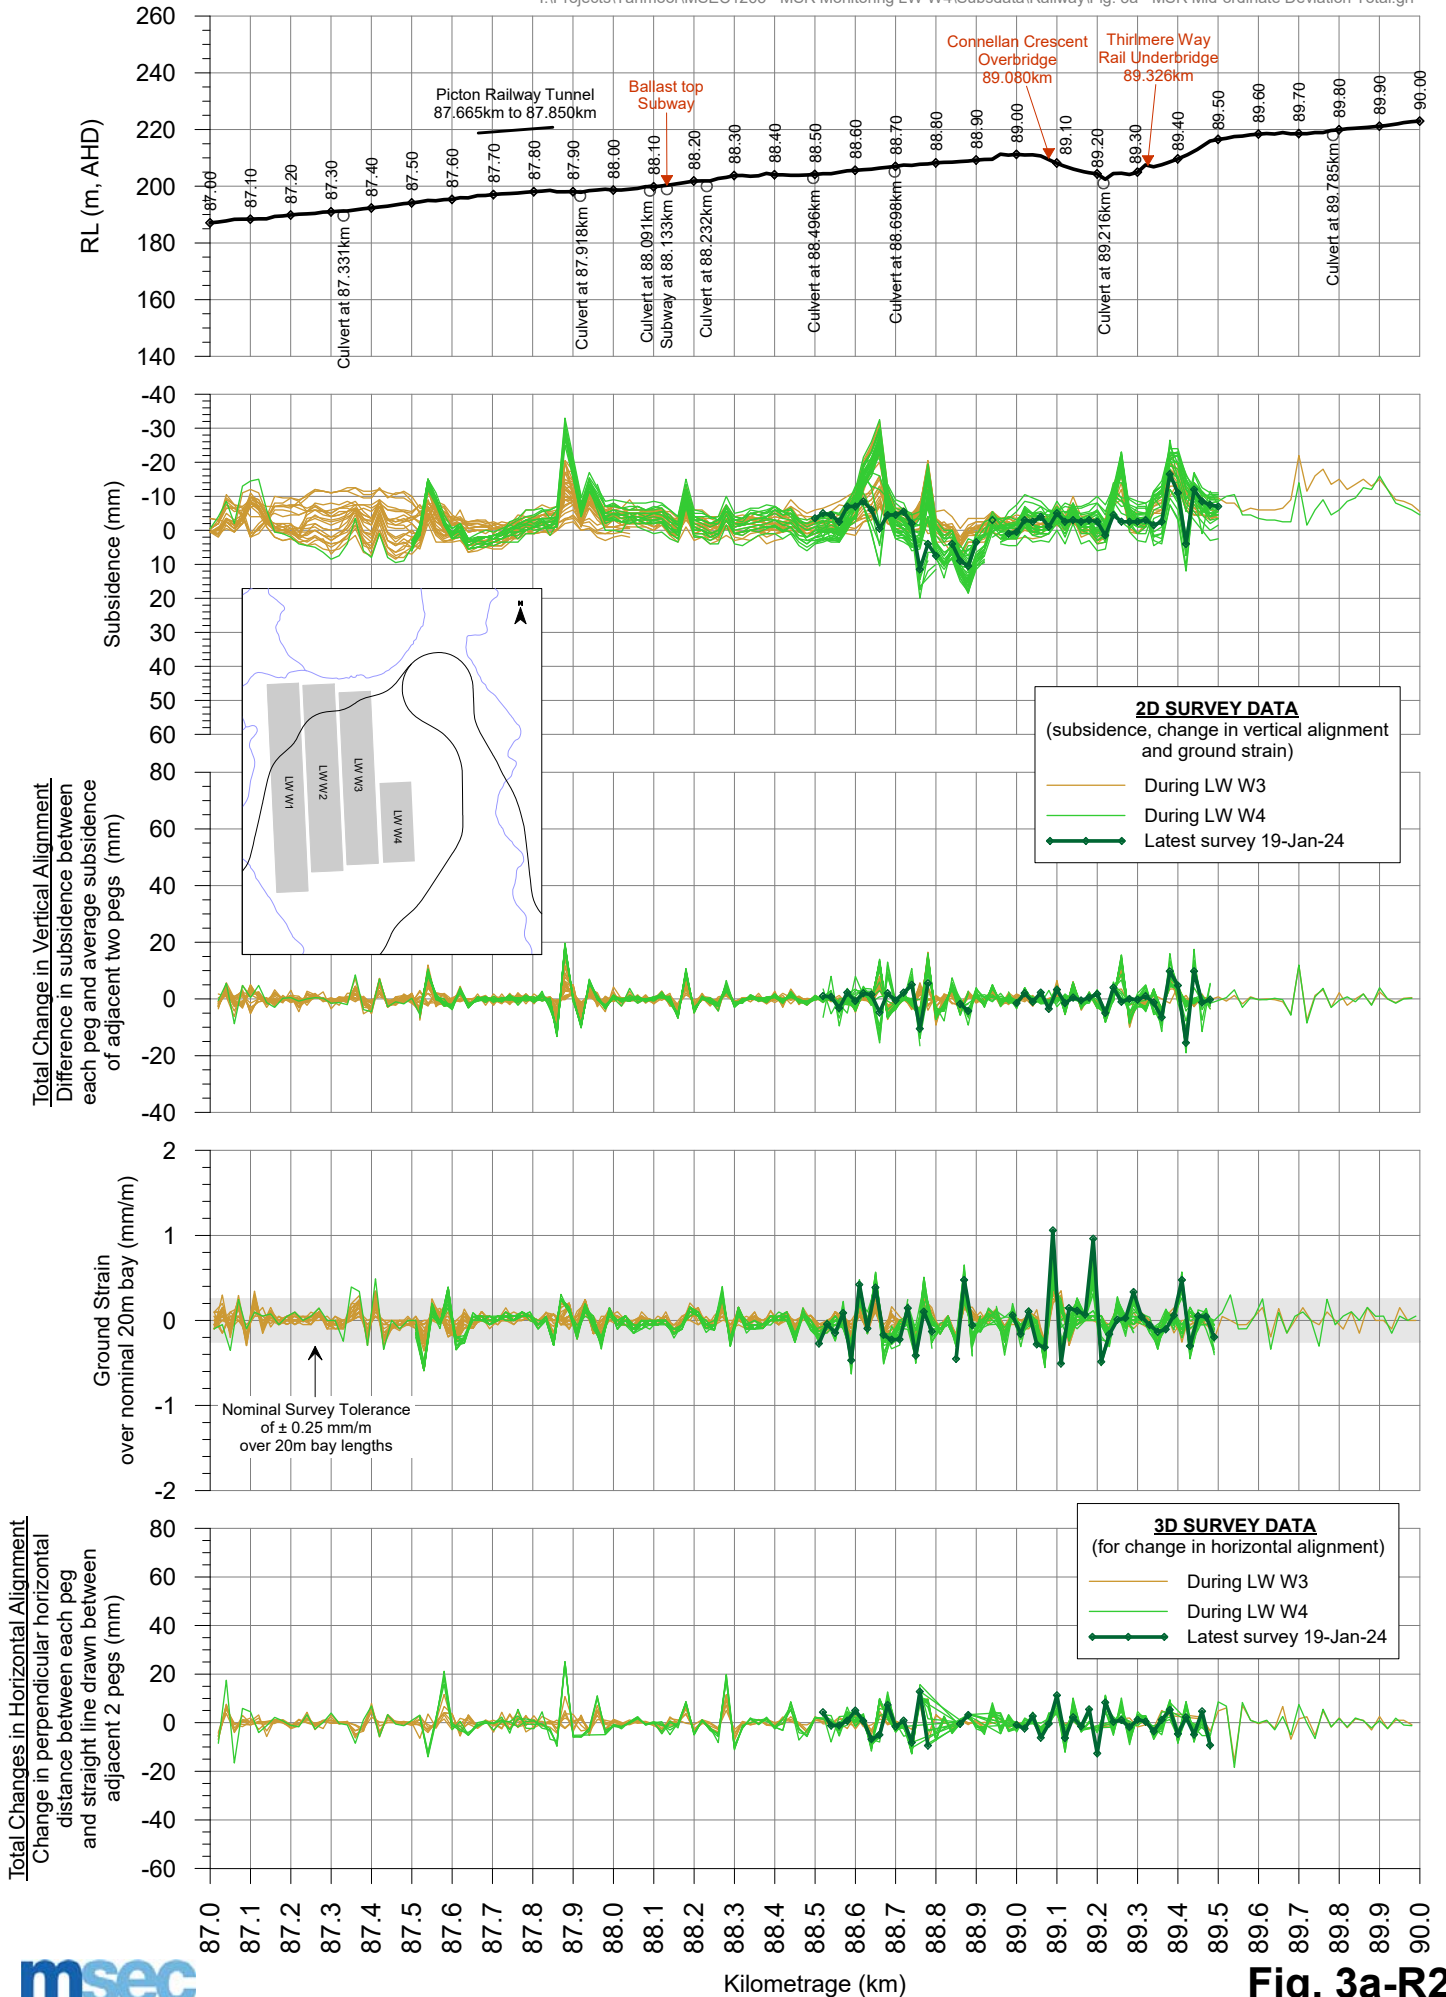 260
240
220
200
180
160
140
RL (m, AHD)
Picton Railway Tunnel
87.665km to 87.850km
Ballast top
Subway
Connellan Crescent
Overbridge
89.080km
Thirlmere Way
Rail Underbridge
89.326km
87.00
87.10
87.20
87.30
87.40
87.50
87.60
87.70
87.80
87.90
88.00
88.10
88.20
88.30
88.40
88.50
88.60
88.70
88.80
88.90
89.00
89.10
89.20
89.30
89.40
89.50
89.60
89.70
89.80
89.90
90.00
Culvert at 87.331km
Culvert at 87.918km
Culvert at 88.091km
Subway at 88.133km
Culvert at 88.232km
Culvert at 88.496km
Culvert at 88.698km
Culvert at 89.216km
Culvert at 89.785km
-40
-30
-20
-10
0
10
20
30
40
50
60
Subsidence (mm)
N
LW W1
LW W2
LW W3
LW W4
2D SURVEY DATA
(subsidence, change in vertical alignment
and ground strain)
During LW W3
During LW W4
Latest survey 19-Jan-24
80
60
40
20
0
-20
-40
Total Change in Vertical Alignment
Difference in subsidence between
each peg and average subsidence
of adjacent two pegs (mm)
2
1
0
-1
-2
Ground Strain
over nominal 20m bay (mm/m)
Nominal Survey Tolerance
of ± 0.25 mm/m
over 20m bay lengths
3D SURVEY DATA
(for change in horizontal alignment)
During LW W3
During LW W4
Latest survey 19-Jan-24
80
60
40
20
0
-20
-40
-60
Total Changes in Horizontal Alignment
Change in perpendicular horizontal
distance between each peg
and straight line drawn between
adjacent 2 pegs (mm)
87.0
87.1
87.2
87.3
87.4
87.5
87.6
87.7
87.8
87.9
88.0
88.1
88.2
88.3
88.4
88.5
88.6
88.7
88.8
88.9
89.0
89.1
89.2
89.3
89.4
89.5
89.6
89.7
89.8
89.9
90.0
Kilometrage (km)
msec
Fig. 3a-R2